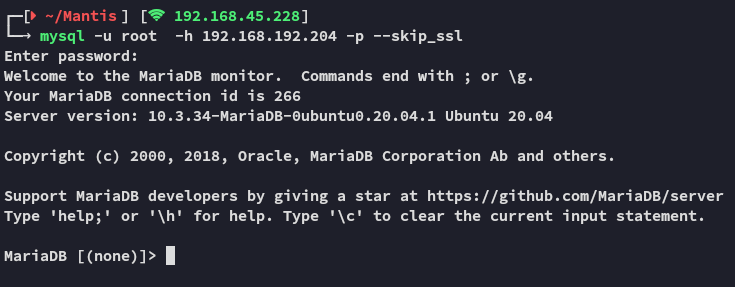 [~/Mantis] [192.168.45.228]
mysql -u root  -h 192.168.192.204 -p --skip_ssl
Enter password:
Welcome to the MariaDB monitor.  Commands end with ; or \g.
Your MariaDB connection id is 266
Server version: 10.3.34-MariaDB-0ubuntu0.20.04.1 Ubuntu 20.04
Copyright (c) 2000, 2018, Oracle, MariaDB Corporation Ab and others.
Support MariaDB developers by giving a star at https://github.com/MariaDB/server
Type 'help;' or '\h' for help. Type '\c' to clear the current input statement.
MariaDB [(none)]>